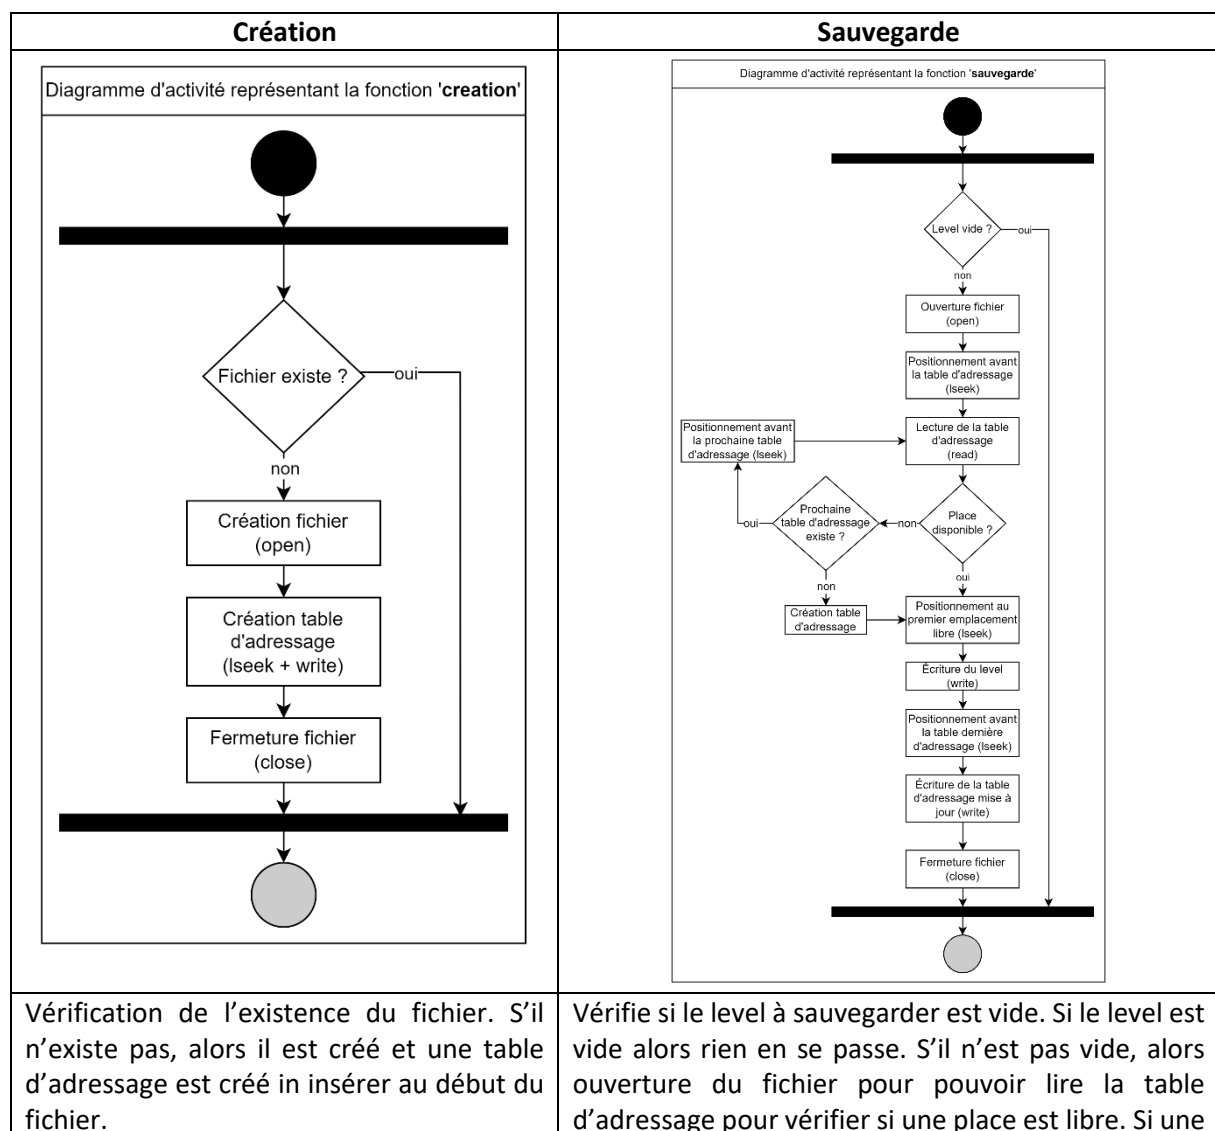 Création
Diagramme d'activité représentant la fonction 'creation'
Fichier existe ?
oui
non
Création fichier
(open)
Création table
d'adressage
(lseek + write)
Fermeture fichier
(close)
Vérification de l’existence du fichier. S’il
n’existe pas, alors il est créé et une table
d’adressage est créé in insérer au début du
fichier.
Sauvegarde
Diagramme d'activité représentant la fonction 'sauvegarde'
Level vide ?
oui
non
Ouverture fichier
(open)
Positionnement avant
la table d'adressage
(lseek)
Positionnement avant
la prochaine table
d'adressage (lseek)
Lecture de la table
d'adressage
(read)
Prochaine
table d'adressage
existe ?
oui
non
Place
disponible ?
non
oui
Création table
d'adressage
Positionnement au
premier emplacement
libre (lseek)
Écriture du level
(write)
Positionnement avant
la table dernière
d'adressage (lseek)
Écriture de la table
d'adressage mise à
jour (write)
Fermeture fichier
(close)
Vérifie si le level à sauvegarder est vide. Si le level est
vide alors rien en se passe. S’il n’est pas vide, alors
ouverture du fichier pour pouvoir lire la table
d’adressage pour vérifier si une place est libre. Si une